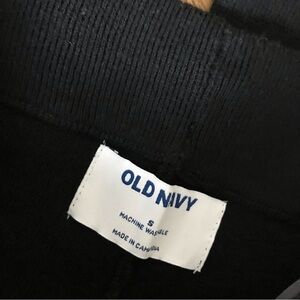 OLD NAVY
S
MACHINE WASHABLE
MADE IN CAMBODIA